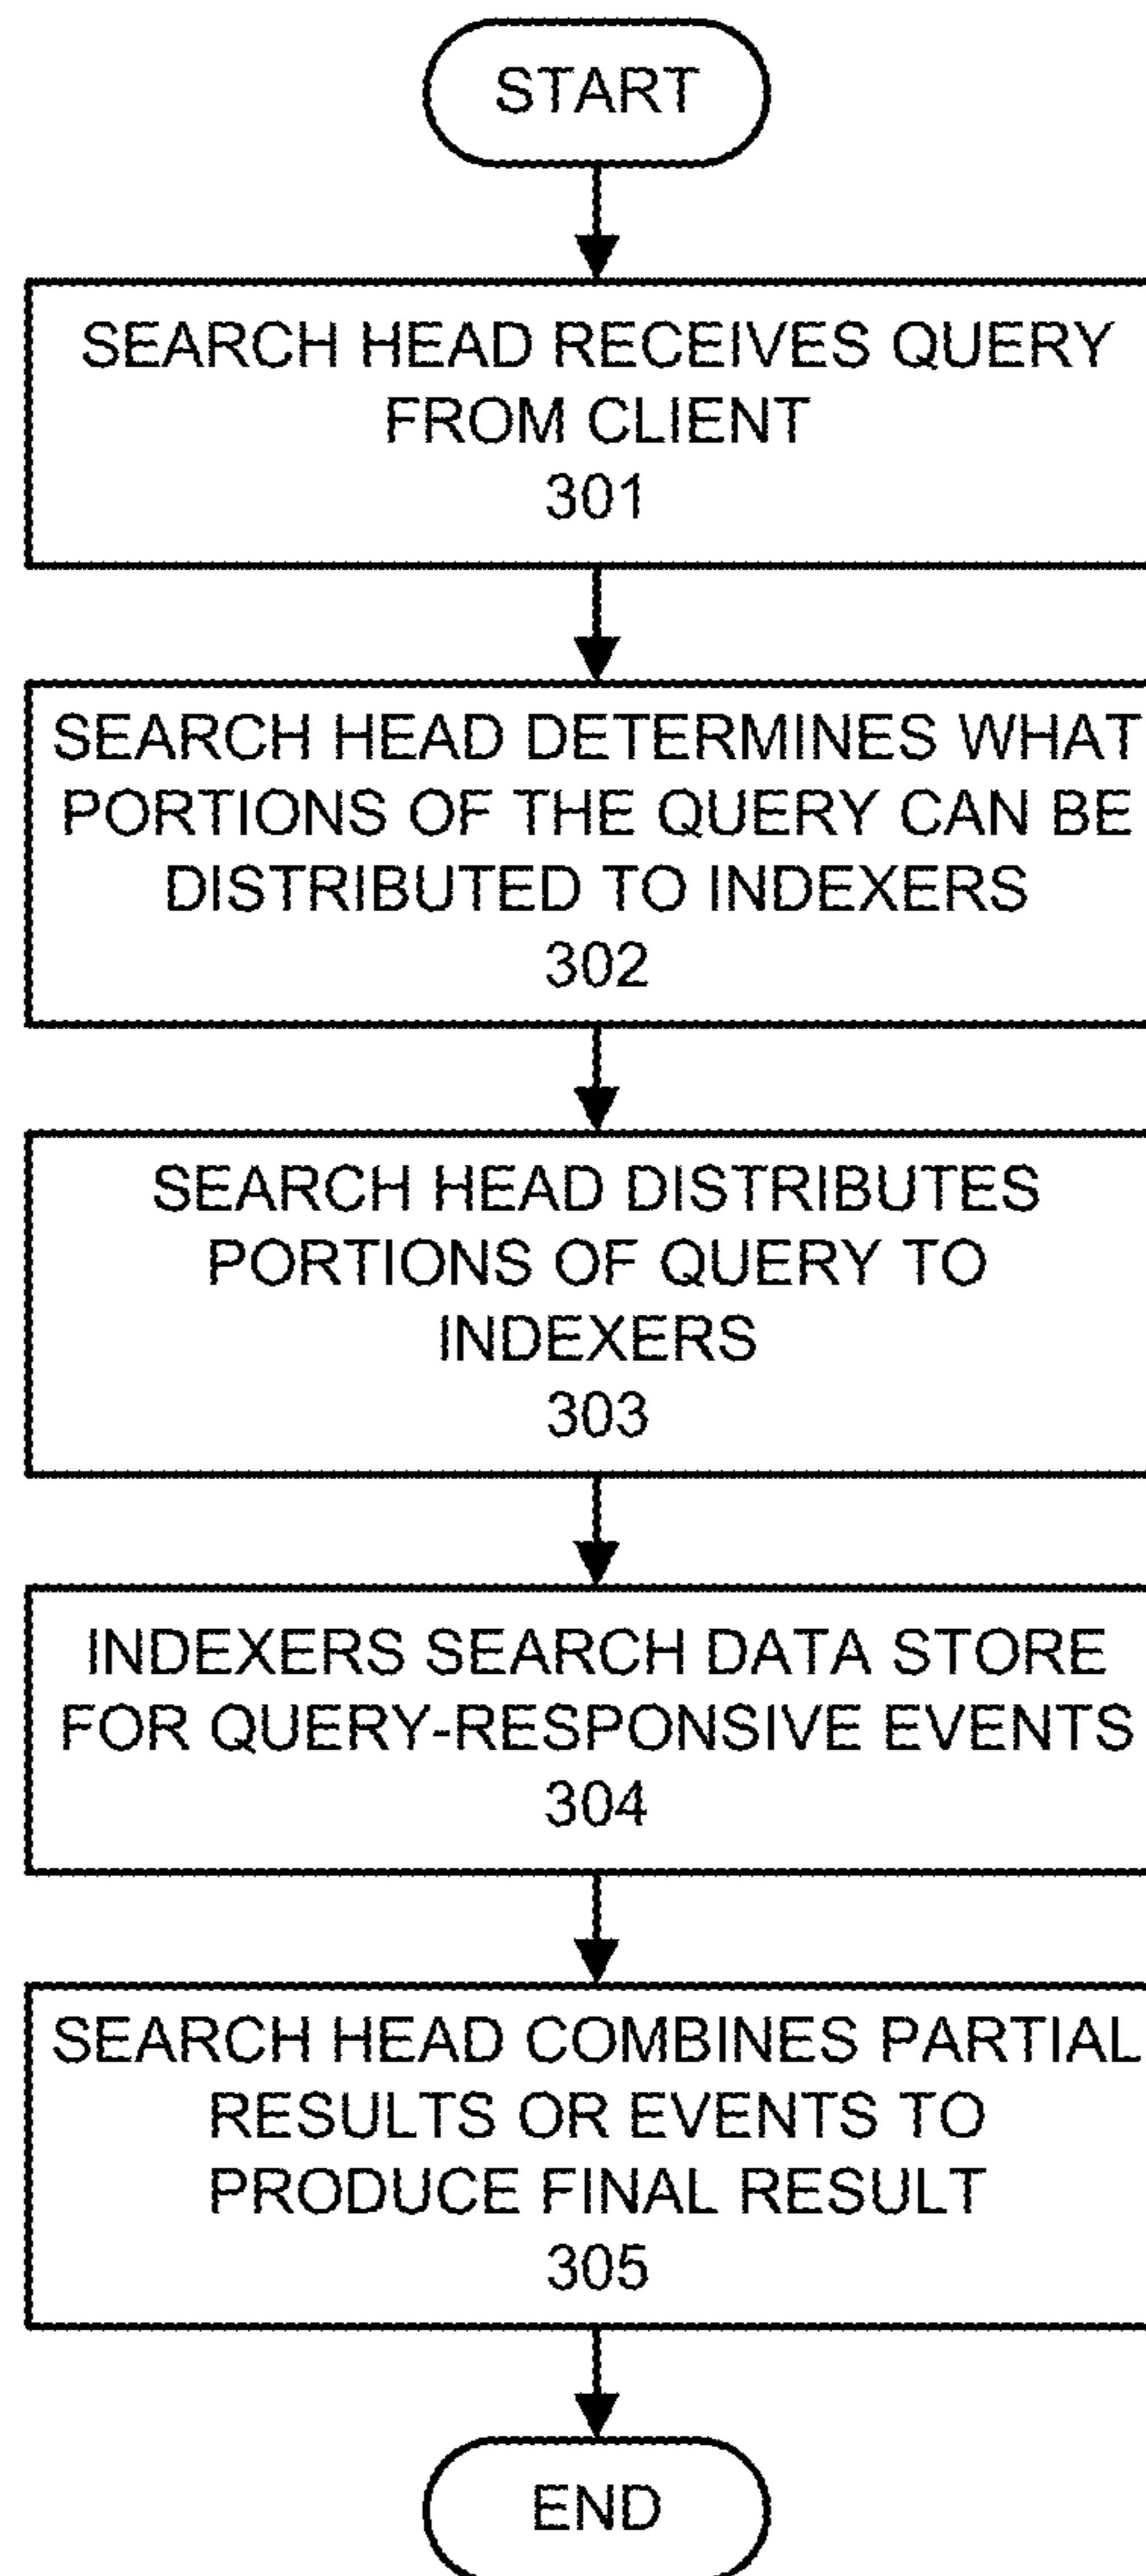 START
SEARCH HEAD RECEIVES QUERY
FROM CLIENT
301
SEARCH HEAD DETERMINES WHAT
PORTIONS OF THE QUERY CAN BE
DISTRIBUTED TO INDEXERS
302
SEARCH HEAD DISTRIBUTES
PORTIONS OF QUERY TO
INDEXERS
303
INDEXERS SEARCH DATA STORE
FOR QUERY-RESPONSIVE EVENTS
304
SEARCH HEAD COMBINES PARTIAL
RESULTS OR EVENTS TO
PRODUCE FINAL RESULT
305
END